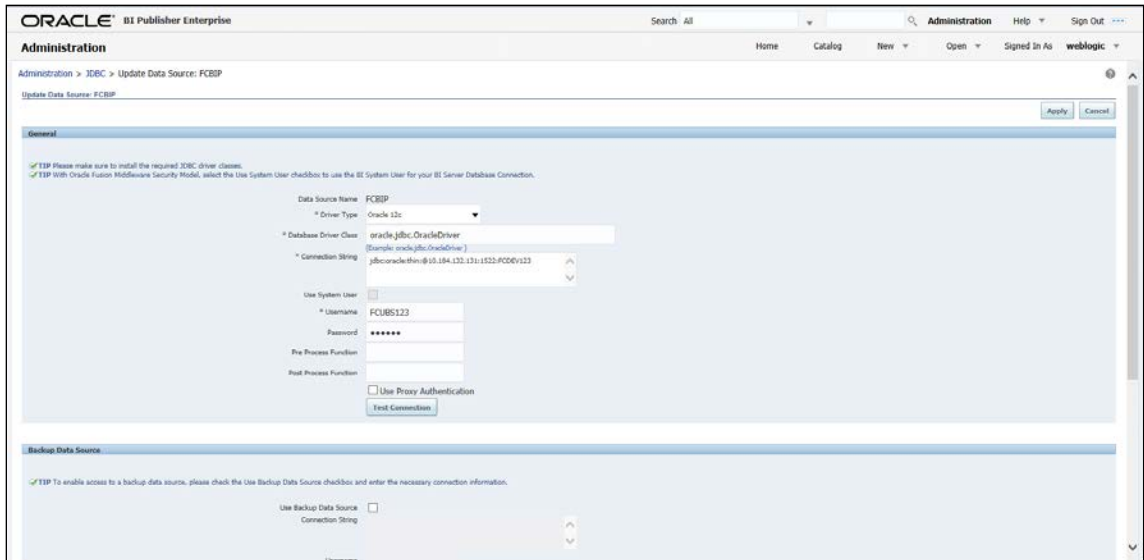 ORACLE® BI Publisher Enterprise Search All Administration Help Sign Out
Administration Home Catalog New Open Signed In As weblogic
Administration > JDBC > Update Data Source: FCBIP
Update Data Source: FCBIP
Apply Cancel
General
TIP Please make sure to install the required JDBC driver classes.
TIP With Oracle Fusion Middleware Security Model, select the Use System User checkbox to use the BI System User for your BI Server Database Connection.
Data Source Name FCBIP
* Driver Type Oracle 12c
* Database Driver Class oracle.jdbc.OracleDriver
(Example: oracle.jdbc.OracleDriver )
* Connection String jdbc:oracle:thin:@10.184.132.131:1522:FCDEV123
Use System User
* Username FCUBS123
Password ••••••
Pre Process Function
Post Process Function
Use Proxy Authentication
Test Connection
Backup Data Source
TIP To enable access to a backup data source, please check the Use Backup Data Source checkbox and enter the necessary connection information.
Use Backup Data Source
Connection String
Username